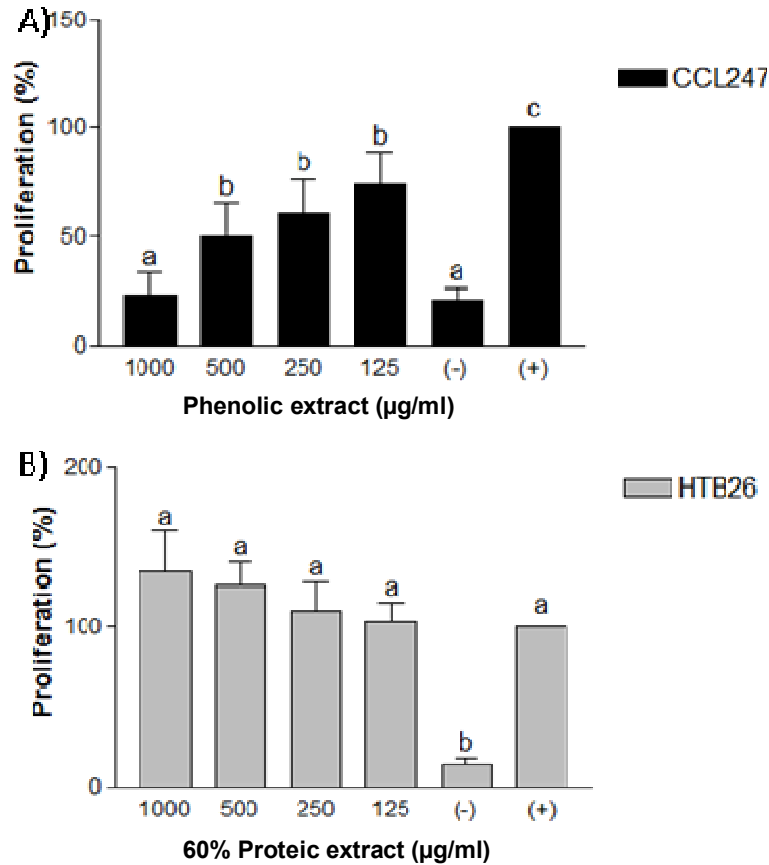 A)
150
CCL247
Proliferation (%)
100
50
0
a
b
b
b
a
c
1000 500 250 125 (-) (+)
Phenolic extract (µg/ml)
B)
200
HTB26
Proliferation (%)
100
0
a
a
a
a
b
a
1000 500 250 125 (-) (+)
60% Proteic extract (µg/ml)